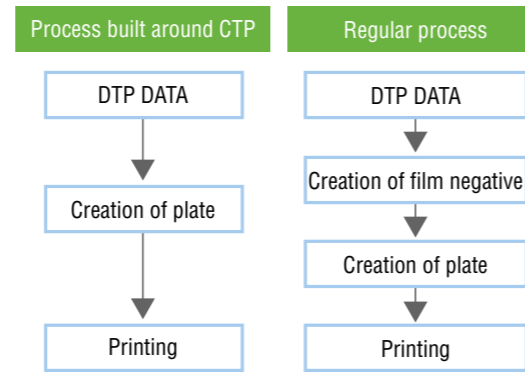 Process built around CTP
DTP DATA
Creation of plate
Printing
Regular process
DTP DATA
Creation of film negative
Creation of plate
Printing